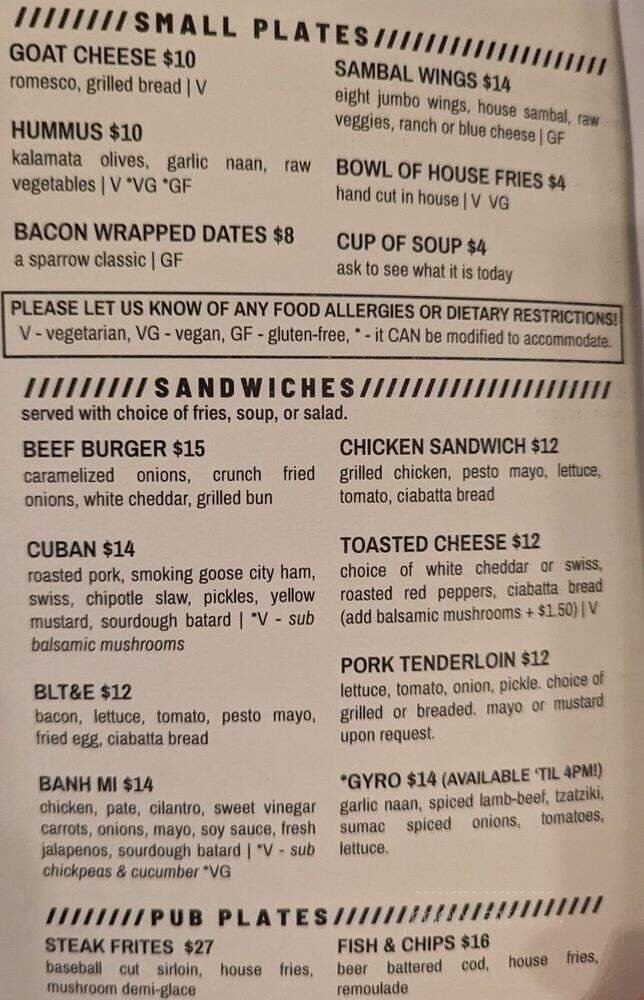 ////////SMALL PLATES////////////////////
GOAT CHEESE $10
romesco, grilled bread | V
HUMMUS $10
kalamata olives, garlic naan, raw
vegetables | V *VG *GF
BACON WRAPPED DATES $8
a sparrow classic | GF
SAMBAL WINGS $14
eight jumbo wings, house sambal, raw
veggies, ranch or blue cheese | GF
BOWL OF HOUSE FRIES $4
hand cut in house | V VG
CUP OF SOUP $4
ask to see what it is today
PLEASE LET US KNOW OF ANY FOOD ALLERGIES OR DIETARY RESTRICTIONS!
V - vegetarian, VG - vegan, GF - gluten-free, * - it CAN be modified to accommodate.
/////////SANDWICHES/////////////////////
served with choice of fries, soup, or salad.
BEEF BURGER $15
caramelized onions, crunch fried
onions, white cheddar, grilled bun
CUBAN $14
roasted pork, smoking goose city ham,
swiss, chipotle slaw, pickles, yellow
mustard, sourdough batard | *V - sub
balsamic mushrooms
BLT&E $12
bacon, lettuce, tomato, pesto mayo,
fried egg, ciabatta bread
BANH MI $14
chicken, pate, cilantro, sweet vinegar
carrots, onions, mayo, soy sauce, fresh
jalapenos, sourdough batard | *V - sub
chickpeas & cucumber *VG
CHICKEN SANDWICH $12
grilled chicken, pesto mayo, lettuce,
tomato, ciabatta bread
TOASTED CHEESE $12
choice of white cheddar or swiss,
roasted red peppers, ciabatta bread
(add balsamic mushrooms + $1.50) | V
PORK TENDERLOIN $12
lettuce, tomato, onion, pickle. choice of
grilled or breaded. mayo or mustard
upon request.
*GYRO $14 (AVAILABLE 'TIL 4PM!)
garlic naan, spiced lamb-beef, tzatziki,
sumac spiced onions, tomatoes,
lettuce.
////////PUB PLATES//////////////////////
STEAK FRITES $27
baseball cut sirloin, house fries,
mushroom demi-glace
FISH & CHIPS $16
beer battered cod, house fries,
remoulade